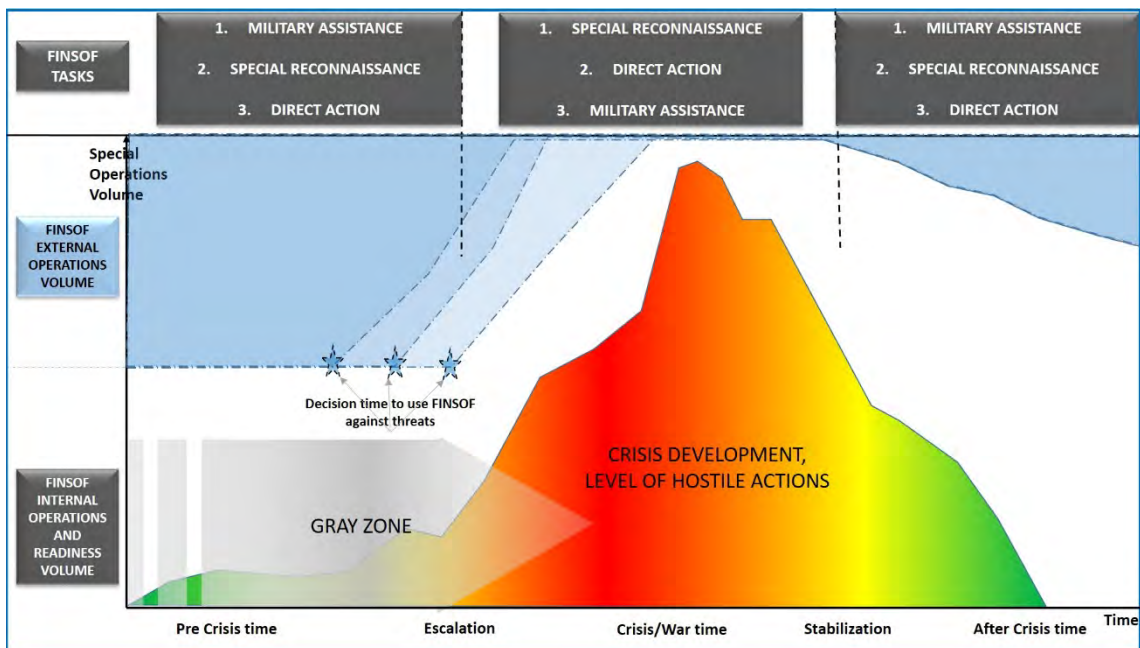 FINSOF
TASKS
1. MILITARY ASSISTANCE
2. SPECIAL RECONNAISSANCE
3. DIRECT ACTION
1. SPECIAL RECONNAISSANCE
2. DIRECT ACTION
3. MILITARY ASSISTANCE
1. MILITARY ASSISTANCE
2. SPECIAL RECONNAISSANCE
3. DIRECT ACTION
Special
Operations
Volume
FINSOF
EXTERNAL
OPERATIONS
VOLUME
Decision time to use FINSOF
against threats
FINSOF
INTERNAL
OPERATIONS
AND
READINESS
VOLUME
GRAY ZONE
CRISIS DEVELOPMENT,
LEVEL OF HOSTILE ACTIONS
Time
Pre Crisis time
Escalation
Crisis/War time
Stabilization
After Crisis time